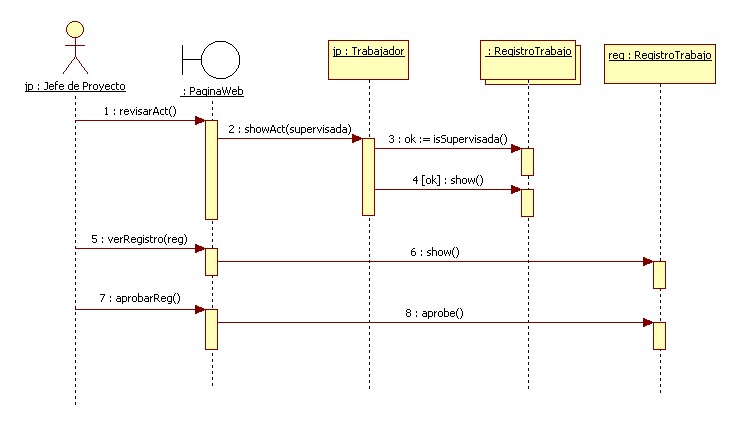 jp : Trabajador
: RegistroTrabajo
reg : RegistroTrabajo
jp : Jefe de Proyecto
: PaginaWeb
1 : revisarAct()
2 : showAct(supervisada)
3 : ok := isSupervisada()
4 [ok] : show()
5 : verRegistro(reg)
6 : show()
7 : aprobarReg()
8 : aprobe()